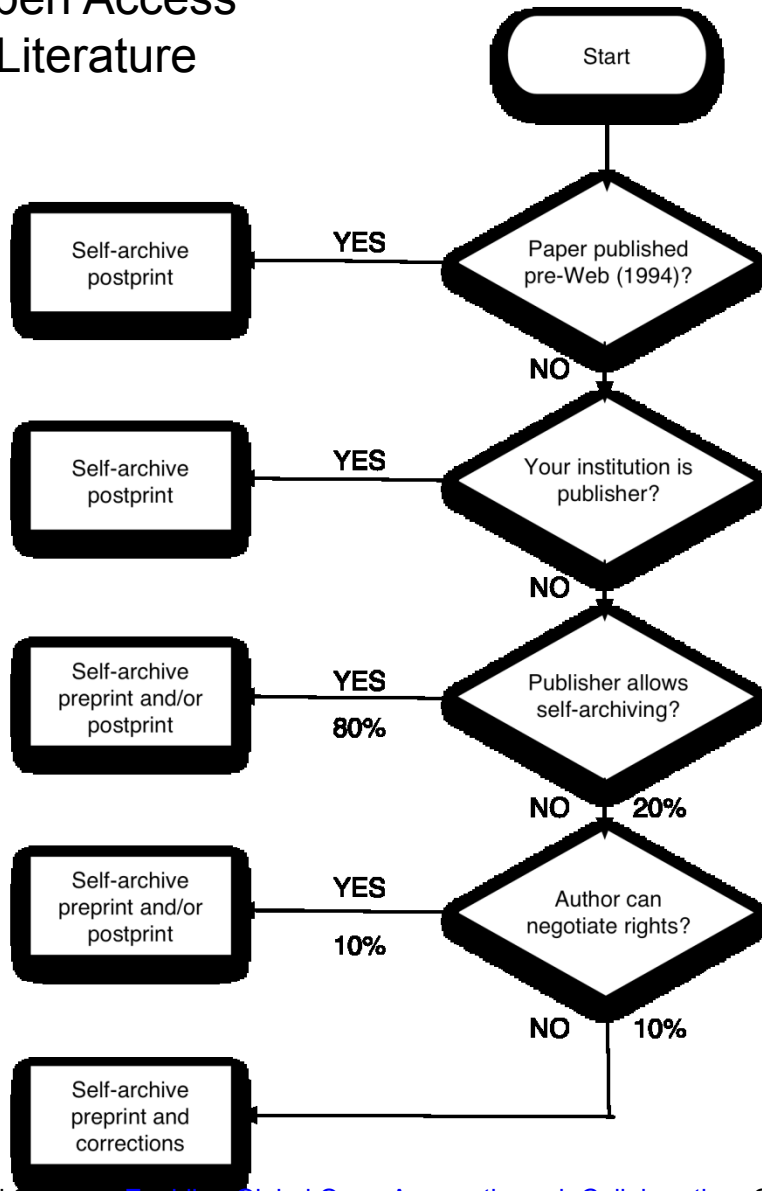 Open Access
Literature
Start
Paper published
pre-Web (1994)?
YES
Self-archive
postprint
NO
Your institution is
publisher?
YES
Self-archive
postprint
NO
Publisher allows
self-archiving?
YES
80%
Self-archive
preprint and/or
postprint
NO 20%
Author can
negotiate rights?
YES
10%
Self-archive
preprint and/or
postprint
NO 10%
Self-archive
preprint and
corrections